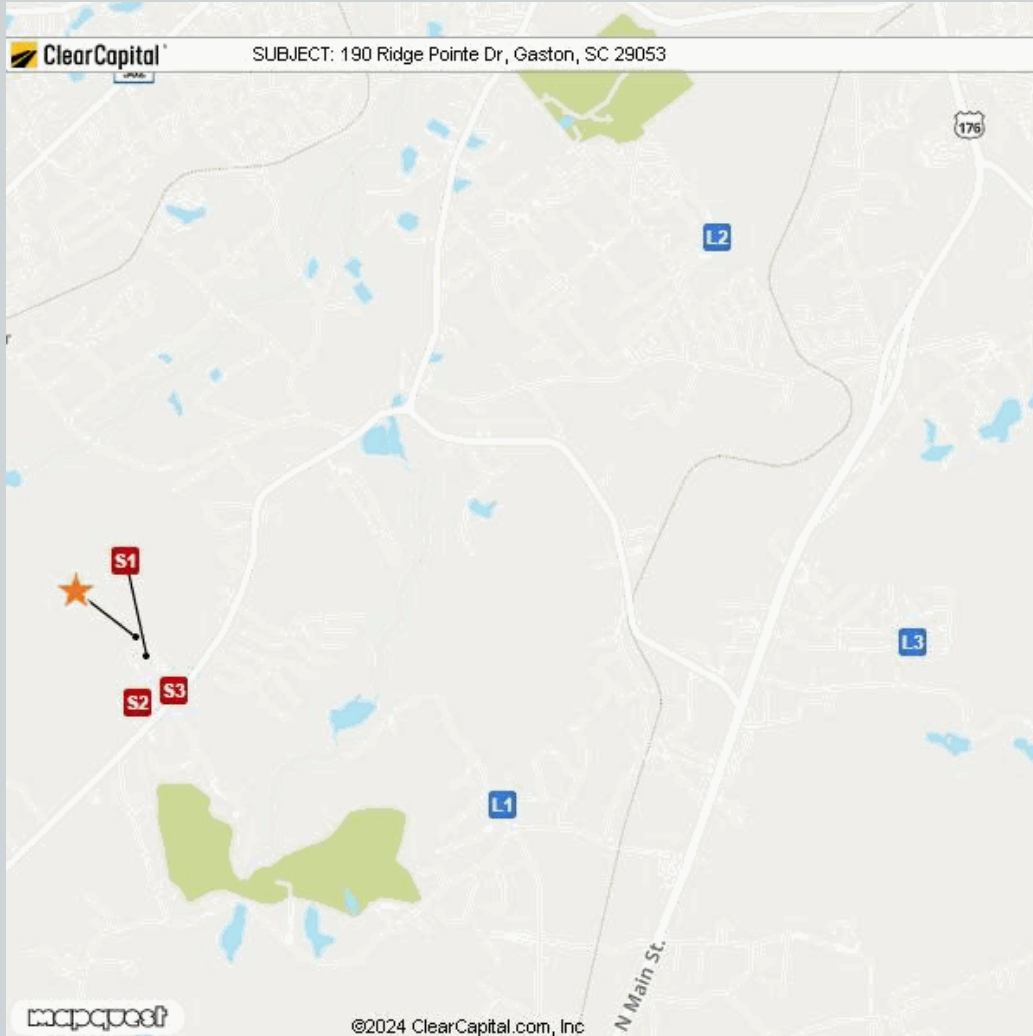 ClearCapital
SUBJECT: 190 Ridge Pointe Dr, Gaston, SC 29053
302
176
L2
S1
L3
S3
S2
L1
N Main St.
mapquest
©2024 ClearCapital.com, Inc